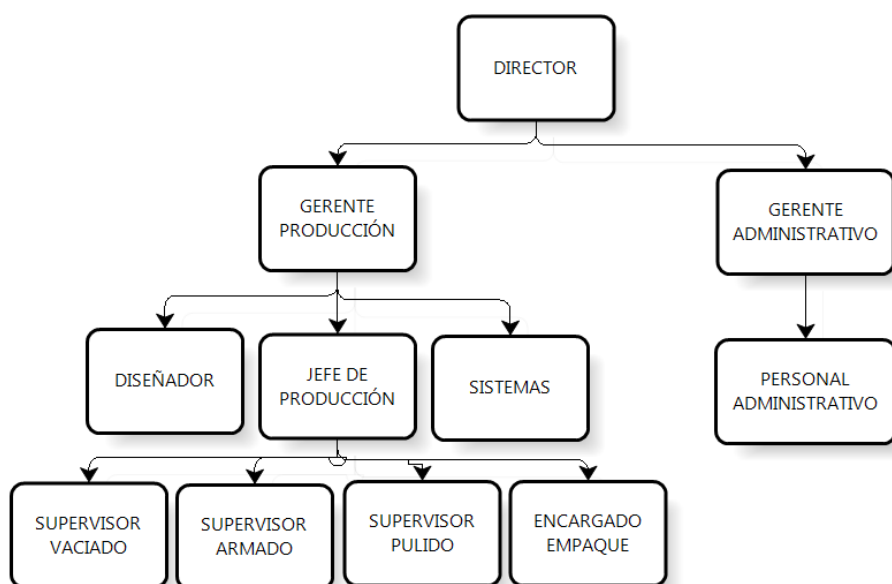 DIRECTOR
GERENTE
PRODUCCIÓN
GERENTE
ADMINISTRATIVO
DISEÑADOR
JEFE DE
PRODUCCIÓN
SISTEMAS
PERSONAL
ADMINISTRATIVO
SUPERVISOR
VACIADO
SUPERVISOR
ARMADO
SUPERVISOR
PULIDO
ENCARGADO
EMPAQUE